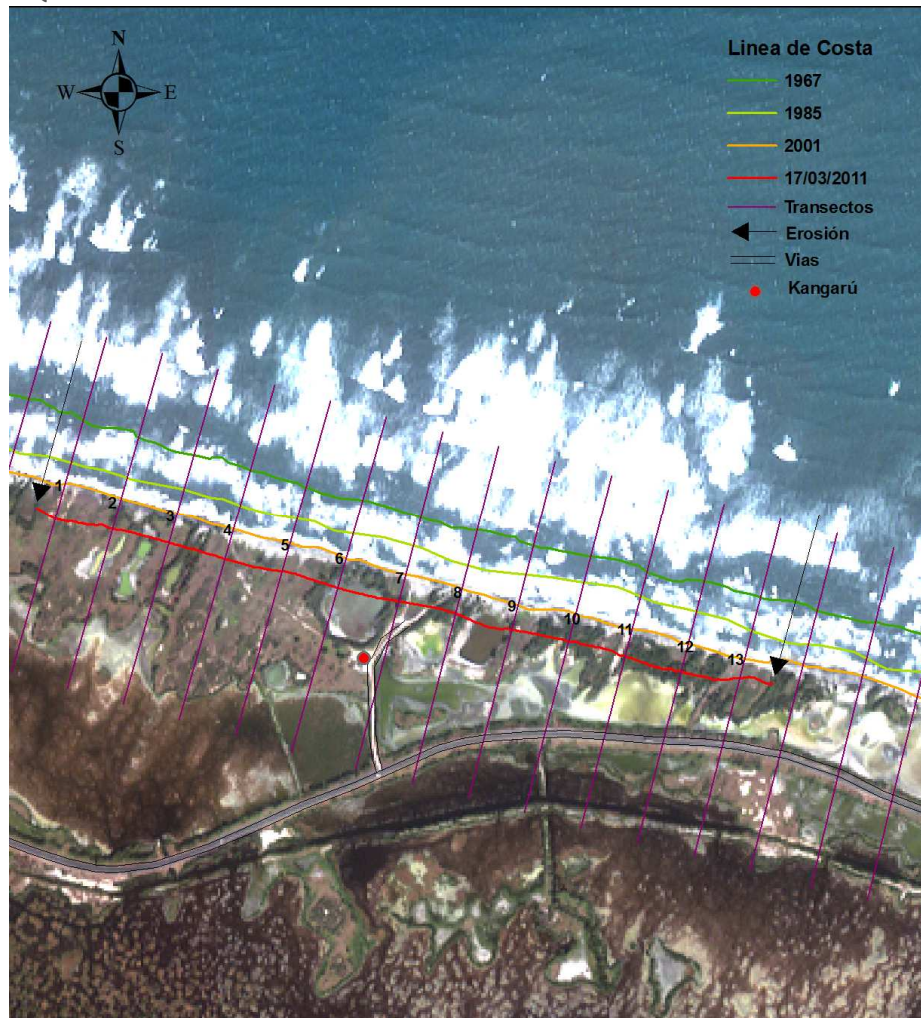 N
W E
S
Linea de Costa
1967
1985
2001
17/03/2011
Transectos
Erosión
Vias
Kangarú
1
2
3
4
5
6
7
8
9
10
11
12
13